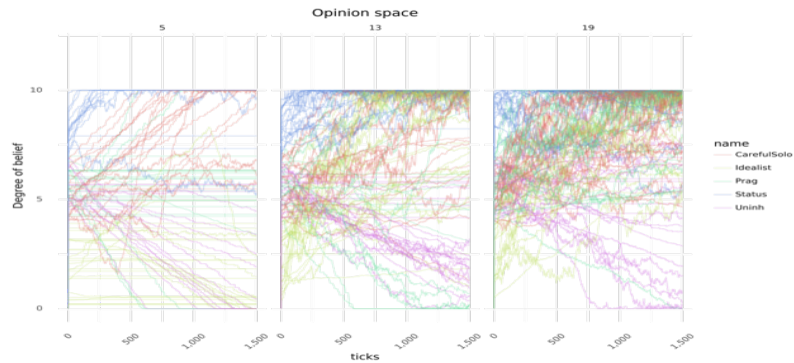 Opinion space
5 13 19
10
5
0
Degree of belief
0 500 1.000 1.500 0 500 1.000 1.500 0 500 1.000 1.500
ticks
name
CarefulSolo
Idealist
Prag
Status
Uninh